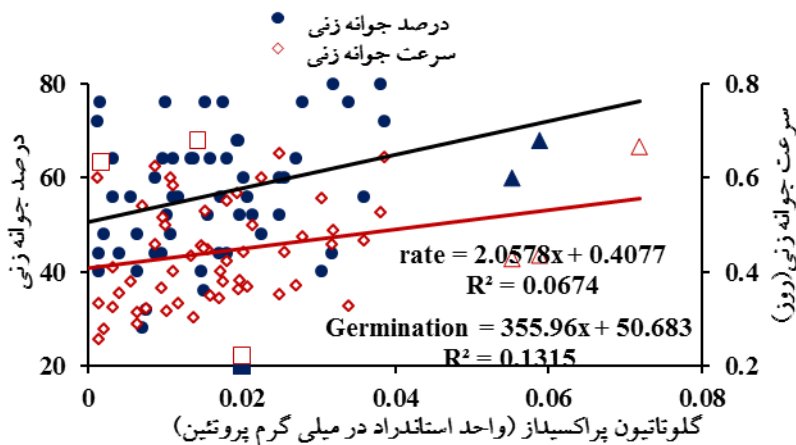 درصد جوانه زنی
سرعت جوانه زنی
80
60
40
20
درصد جوانه زنی
0.8
0.6
0.4
0.2
سرعت جوانه زنی(روز)
rate = 2.0578x + 0.4077
R² = 0.0674
Germination = 355.96x + 50.683
R² = 0.1315
0
0.02
0.04
0.06
0.08
گلوتاتیون پراکسیداز (واحد استاندراد در میلی گرم پروتئین)